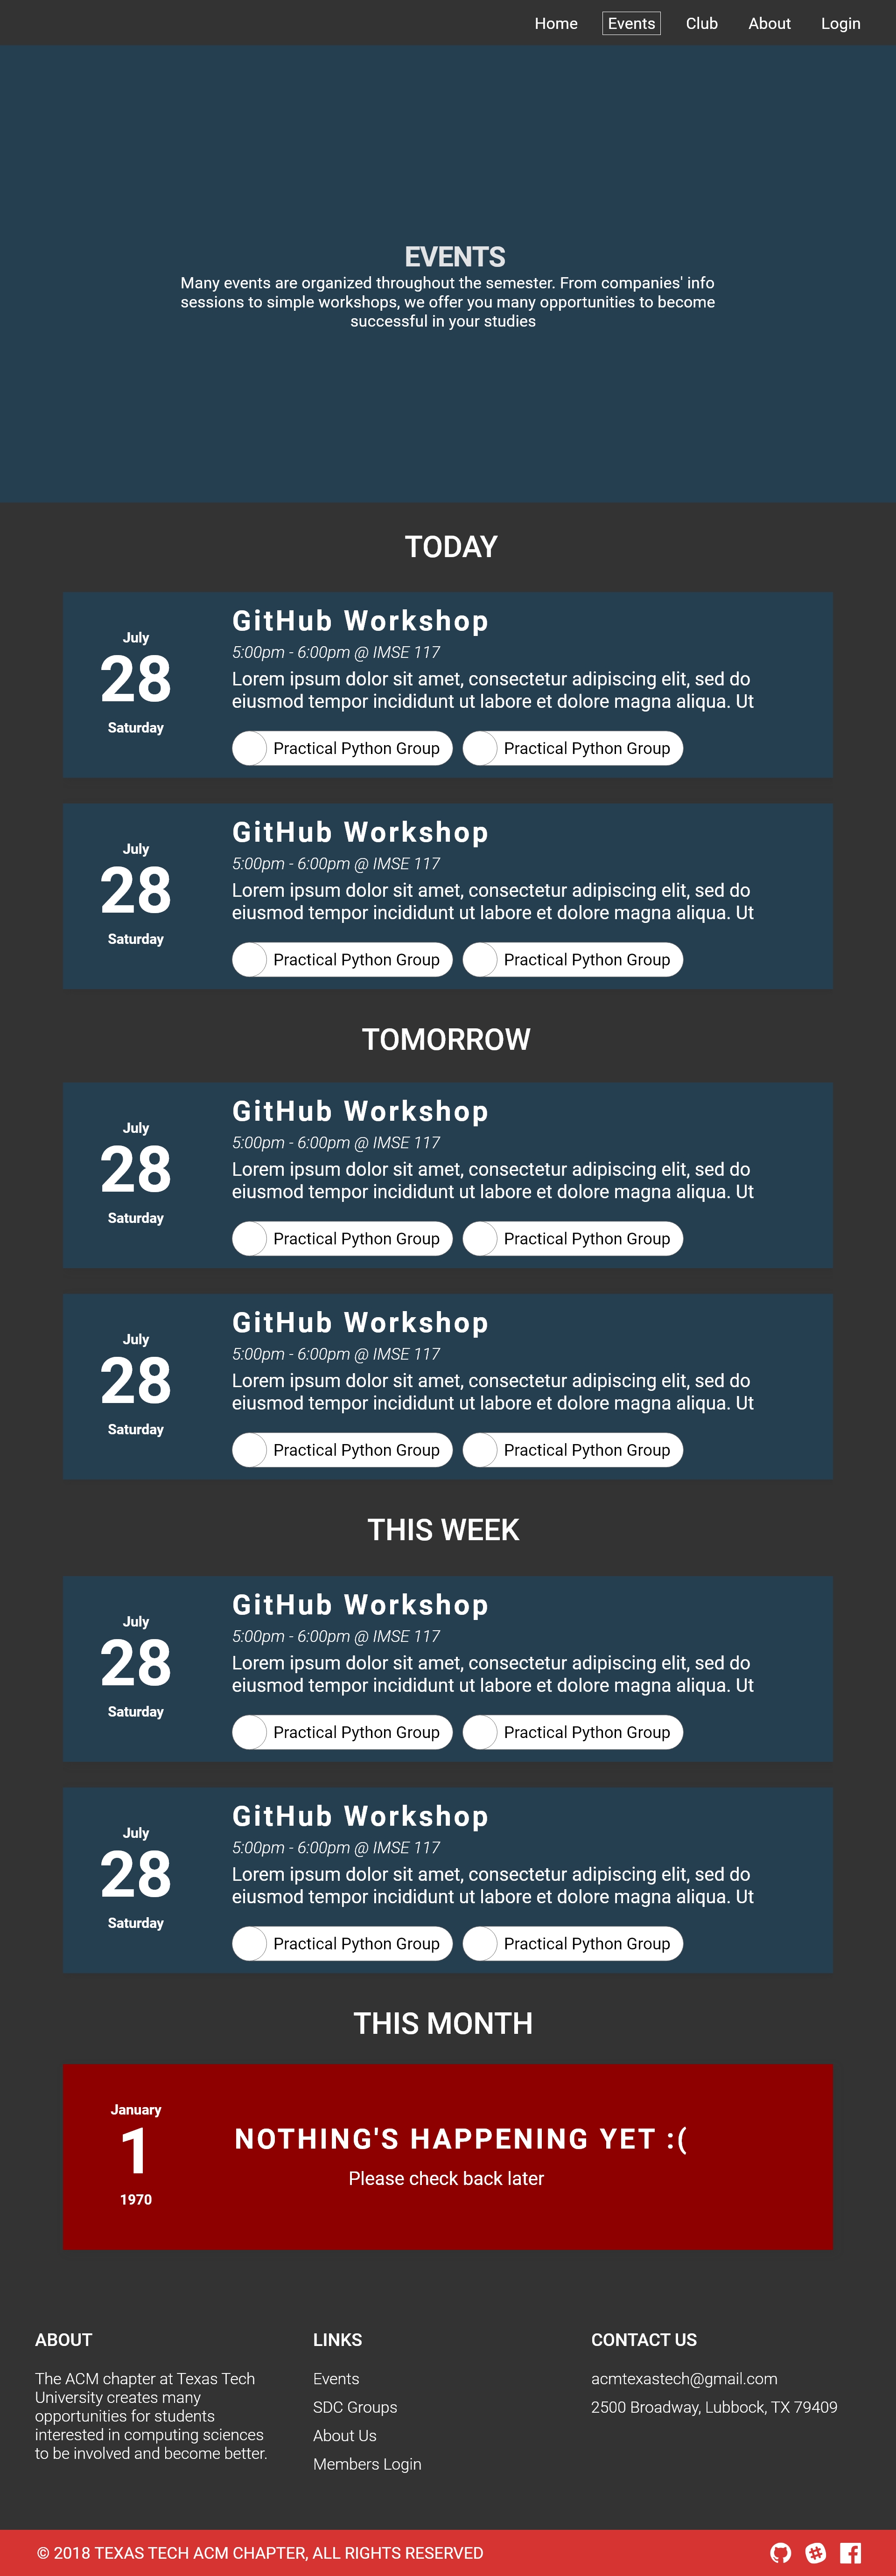 Home Events Club About Login
EVENTS
Many events are organized throughout the semester. From companies' info
sessions to simple workshops, we offer you many opportunities to become
successful in your studies
TODAY
July
28
Saturday
GitHub Workshop
5:00pm - 6:00pm @ IMSE 117
Lorem ipsum dolor sit amet, consectetur adipiscing elit, sed do
eiusmod tempor incididunt ut labore et dolore magna aliqua. Ut
Practical Python Group Practical Python Group
July
28
Saturday
GitHub Workshop
5:00pm - 6:00pm @ IMSE 117
Lorem ipsum dolor sit amet, consectetur adipiscing elit, sed do
eiusmod tempor incididunt ut labore et dolore magna aliqua. Ut
Practical Python Group Practical Python Group
TOMORROW
July
28
Saturday
GitHub Workshop
5:00pm - 6:00pm @ IMSE 117
Lorem ipsum dolor sit amet, consectetur adipiscing elit, sed do
eiusmod tempor incididunt ut labore et dolore magna aliqua. Ut
Practical Python Group Practical Python Group
July
28
Saturday
GitHub Workshop
5:00pm - 6:00pm @ IMSE 117
Lorem ipsum dolor sit amet, consectetur adipiscing elit, sed do
eiusmod tempor incididunt ut labore et dolore magna aliqua. Ut
Practical Python Group Practical Python Group
THIS WEEK
July
28
Saturday
GitHub Workshop
5:00pm - 6:00pm @ IMSE 117
Lorem ipsum dolor sit amet, consectetur adipiscing elit, sed do
eiusmod tempor incididunt ut labore et dolore magna aliqua. Ut
Practical Python Group Practical Python Group
July
28
Saturday
GitHub Workshop
5:00pm - 6:00pm @ IMSE 117
Lorem ipsum dolor sit amet, consectetur adipiscing elit, sed do
eiusmod tempor incididunt ut labore et dolore magna aliqua. Ut
Practical Python Group Practical Python Group
THIS MONTH
January
1
1970
NOTHING'S HAPPENING YET :(
Please check back later
ABOUT
The ACM chapter at Texas Tech
University creates many
opportunities for students
interested in computing sciences
to be involved and become better.
LINKS
Events
SDC Groups
About Us
Members Login
CONTACT US
acmtexastech@gmail.com
2500 Broadway, Lubbock, TX 79409
© 2018 TEXAS TECH ACM CHAPTER, ALL RIGHTS RESERVED